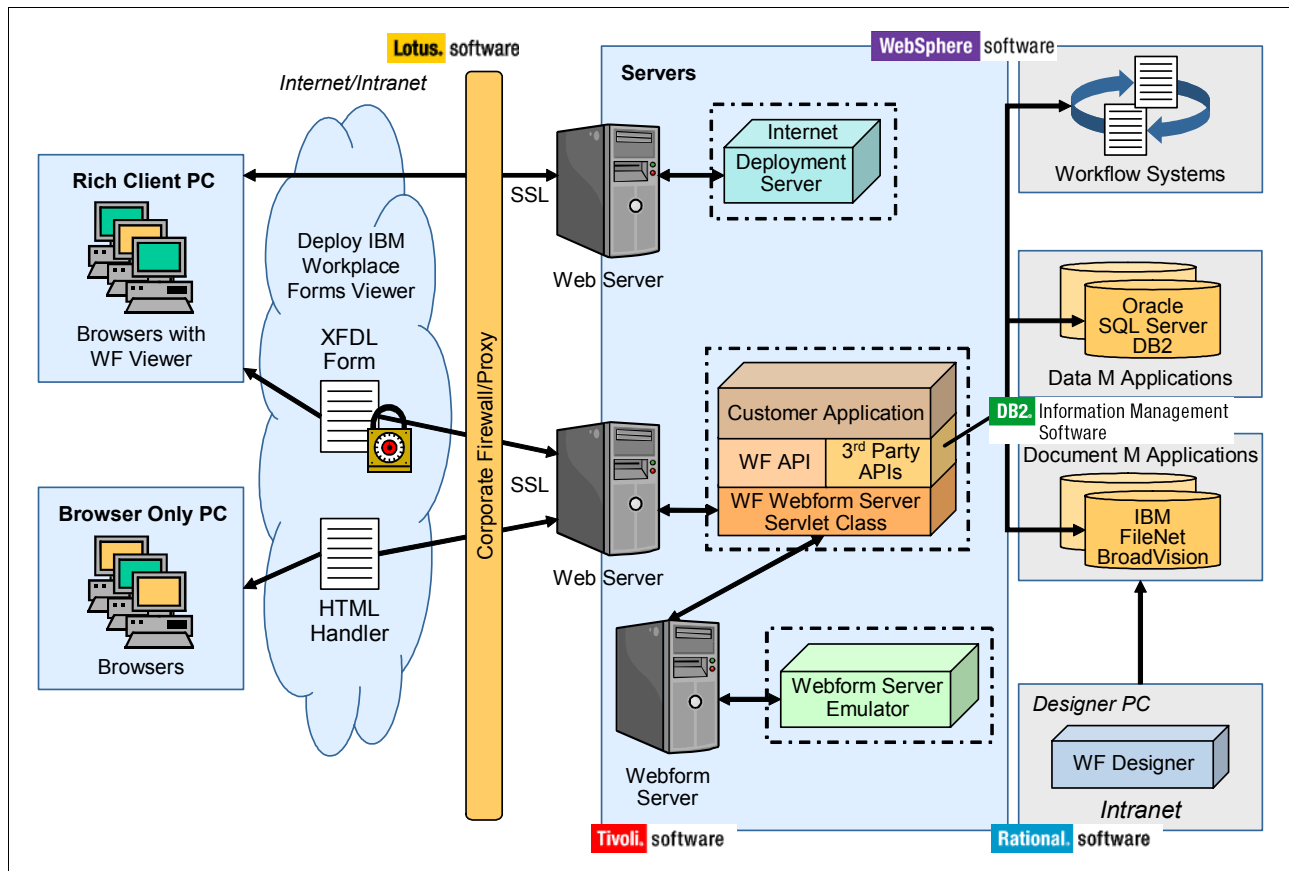 Lotus. software
WebSphere software
Internet/Intranet
Servers
Rich Client PC
Browsers with
WF Viewer
Deploy IBM
Workplace
Forms Viewer
XFDL
Form
HTML
Handler
Browser Only PC
Browsers
Corporate Firewall/Proxy
SSL
Web Server
Internet
Deployment
Server
SSL
Web Server
Customer Application
WF API
3rd Party
APIs
WF Webform Server
Servlet Class
Webform
Server
Webform Server
Emulator
Workflow Systems
Oracle
SQL Server
DB2
Data M Applications
DB2. Information Management
Software
Document M Applications
IBM
FileNet
BroadVision
Designer PC
WF Designer
Intranet
Tivoli. software
Rational. software